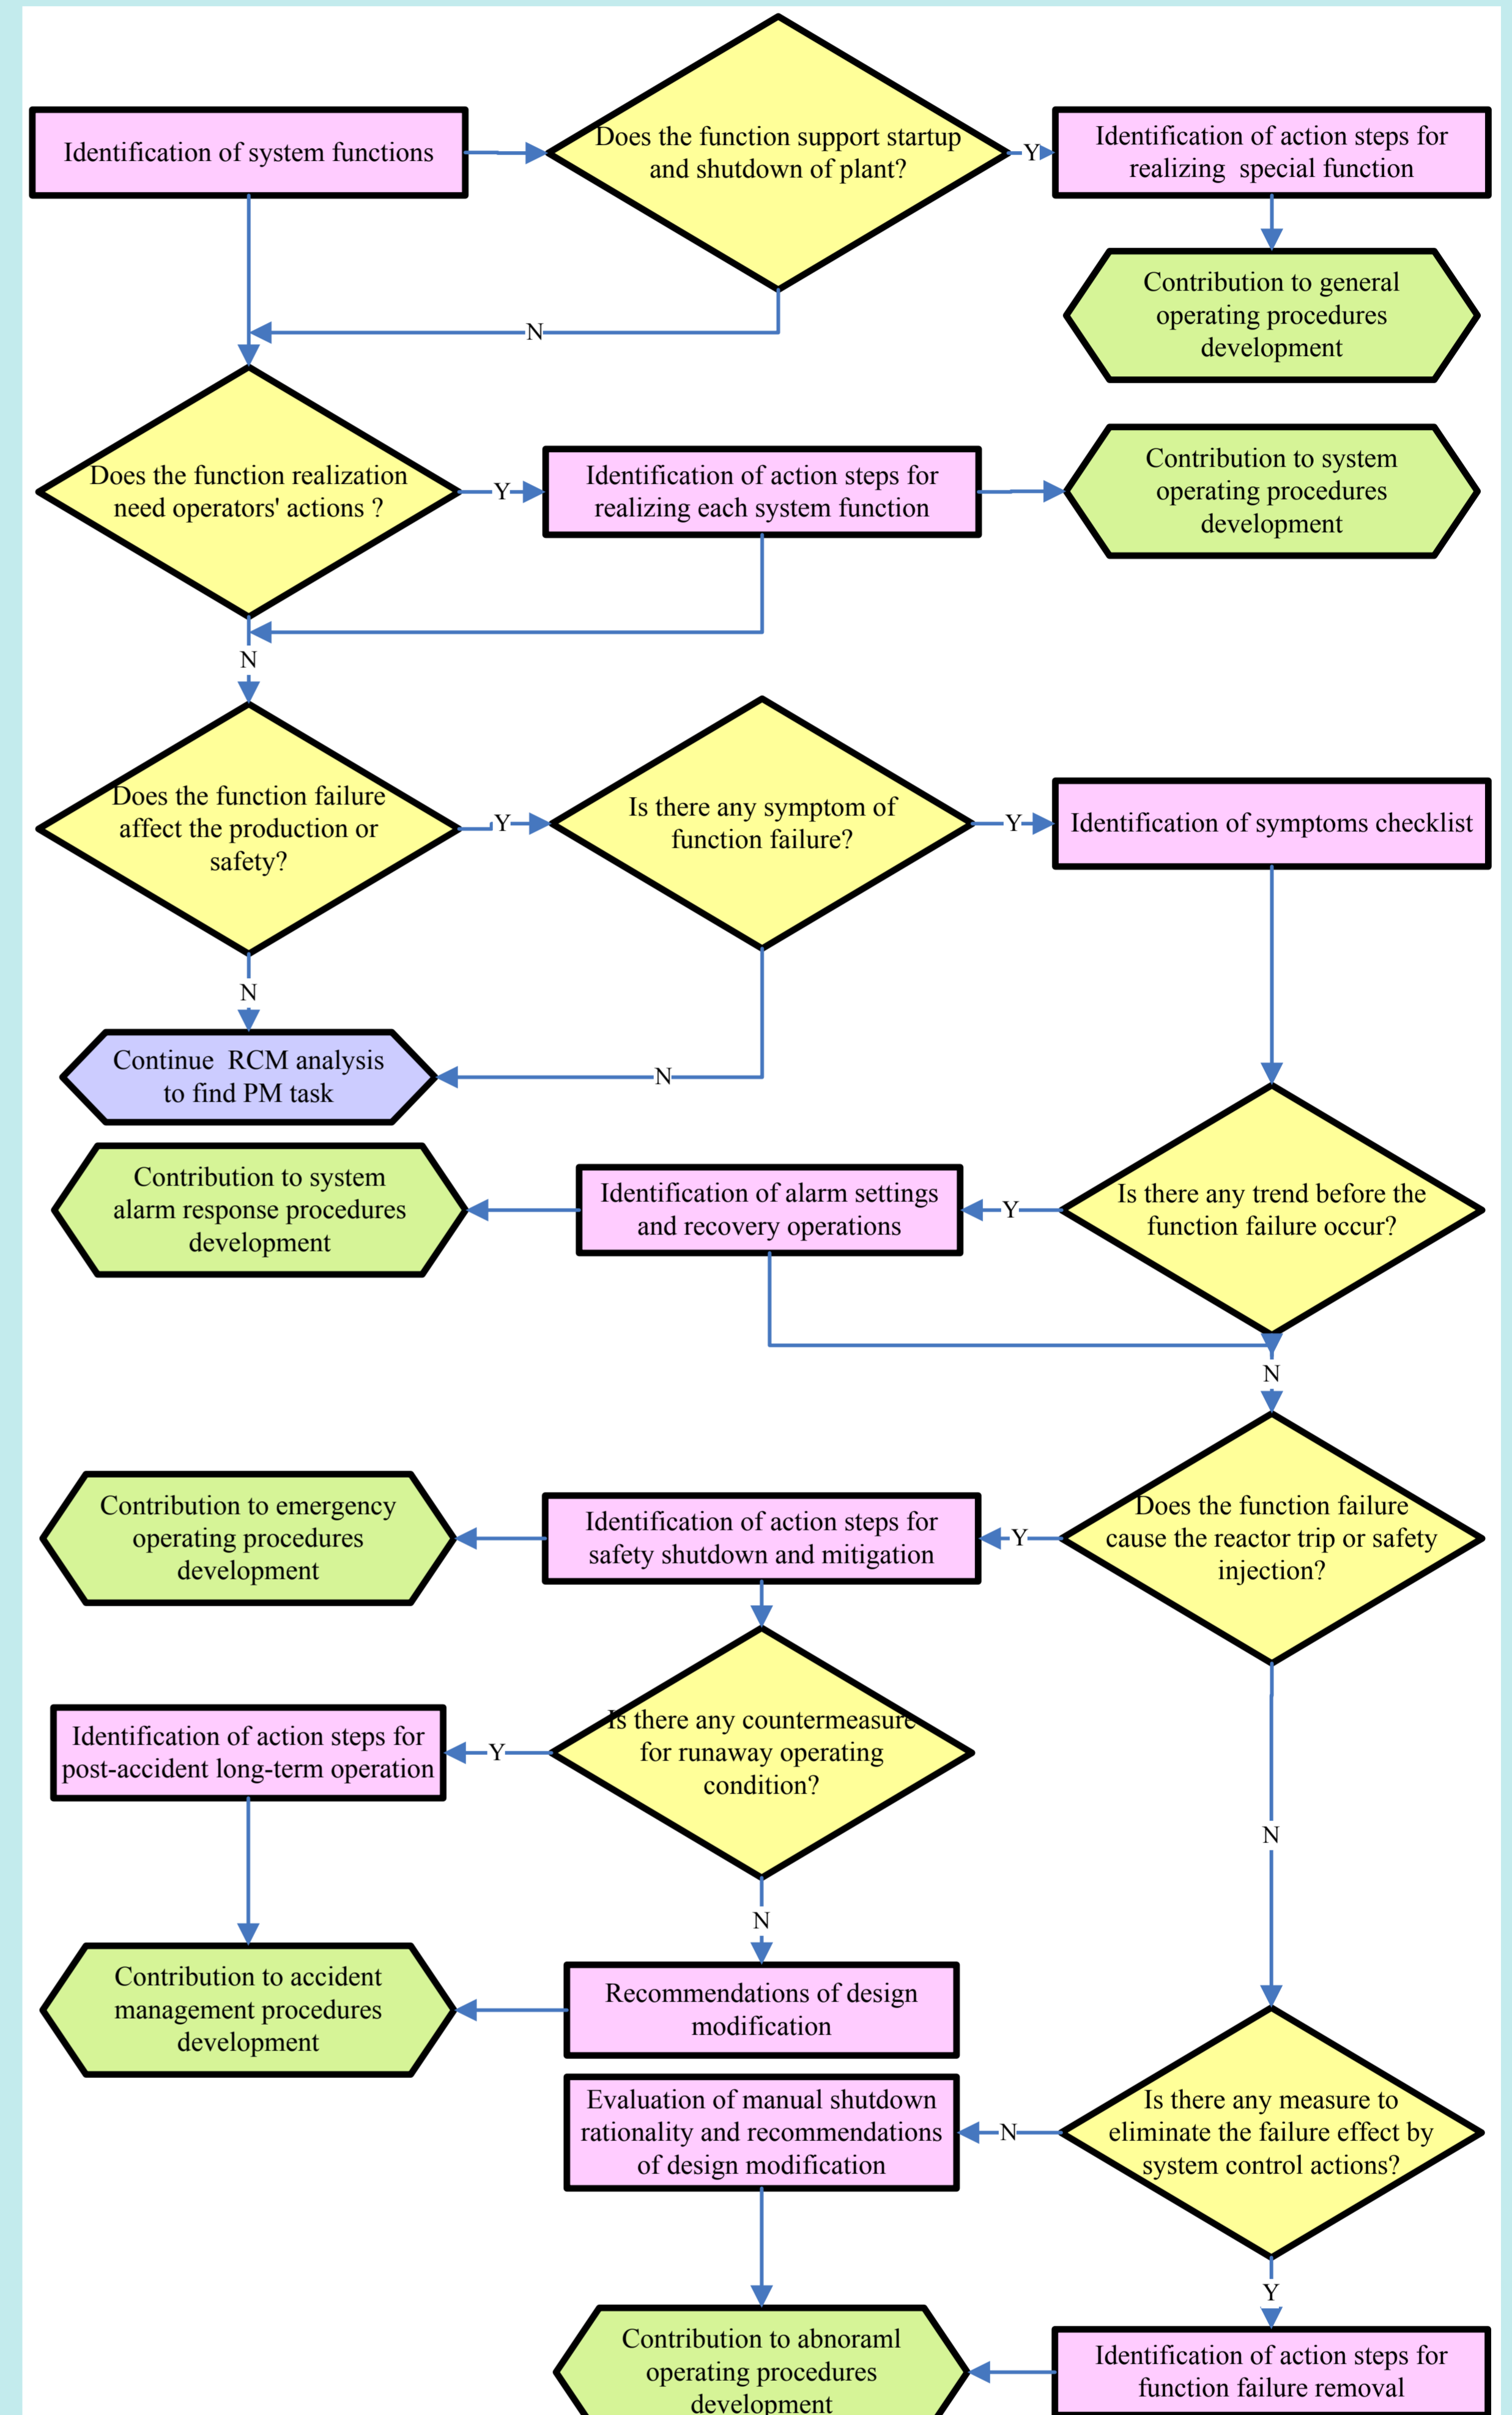 Identification of system functions
Does the function support startup
and shutdown of plant?
Y
Identification of action steps for
realizing special function
Contribution to general
operating procedures
development
N
Does the function realization
need operators' actions ?
Y
Identification of action steps for
realizing each system function
Contribution to system
operating procedures
development
N
Does the function failure
affect the production or
safety?
Y
Is there any symptom of
function failure?
Y
Identification of symptoms checklist
N
Continue RCM analysis
to find PM task
N
Contribution to system
alarm response procedures
development
Identification of alarm settings
and recovery operations
Y
Is there any trend before the
function failure occur?
N
Contribution to emergency
operating procedures
development
Identification of action steps for
safety shutdown and mitigation
Y
Does the function failure
cause the reactor trip or safety
injection?
Identification of action steps for
post-accident long-term operation
Y
Is there any countermeasure
for runaway operating
condition?
N
N
Contribution to accident
management procedures
development
Recommendations of design
modification
Evaluation of manual shutdown
rationality and recommendations
of design modification
N
Is there any measure to
eliminate the failure effect by
system control actions?
Y
Contribution to abnoraml
operating procedures
development
Identification of action steps for
function failure removal